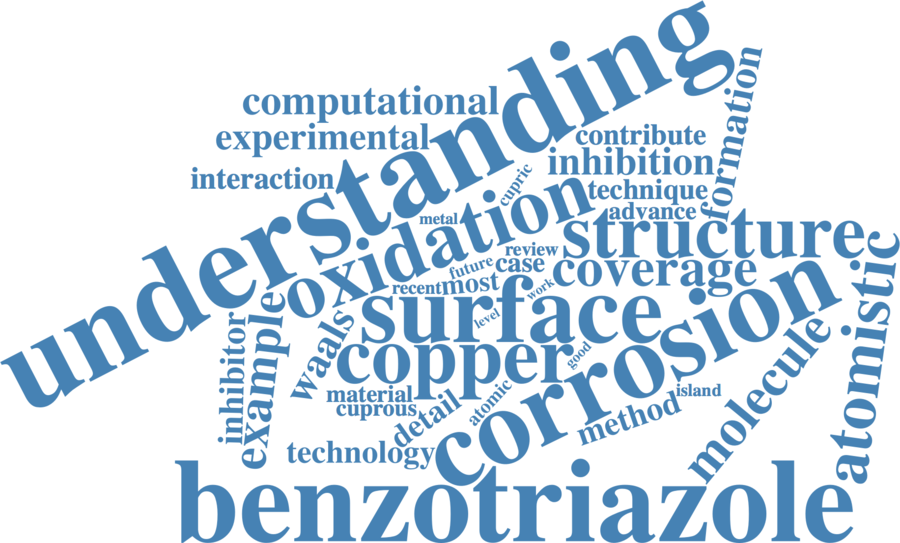 understanding
computational
experimental
contribute
formation
inhibition
interaction
cupric
technique
oxidation
metal
advance
structure
review
future
case
coverage
atomistic
recent
most
work
surface
level
corrosion
inhibitor
example
waals
copper
good
molecule
material
cuprous
detail
atomic
island
method
technology
benzotriazole